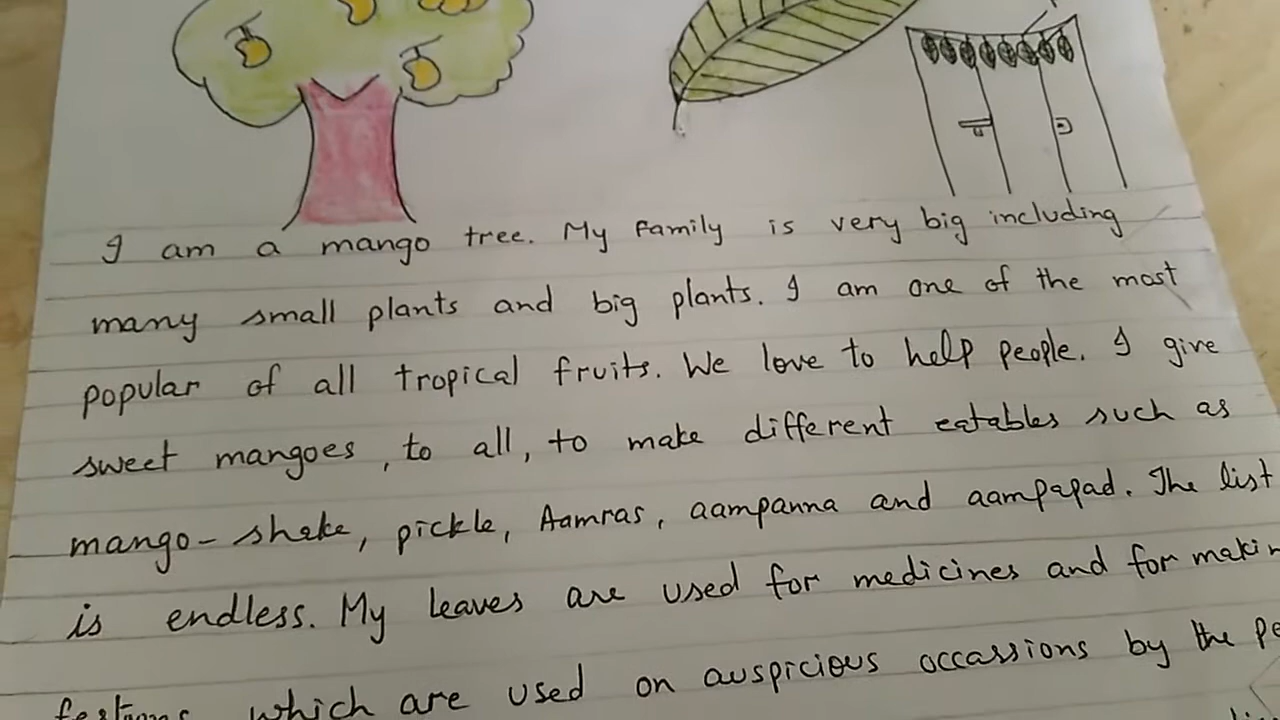 I am a mango tree. My family is very big including
many small plants and big plants. I am one of the most
popular of all tropical fruits. We love to help people. I give
sweet mangoes , to all, to make different eatables such as
mango- shake, pickle, Aamras, aampanna and aampapad. The list
is endless. My leaves are used for medicines and for makin
which are used on auspicious occassions by the